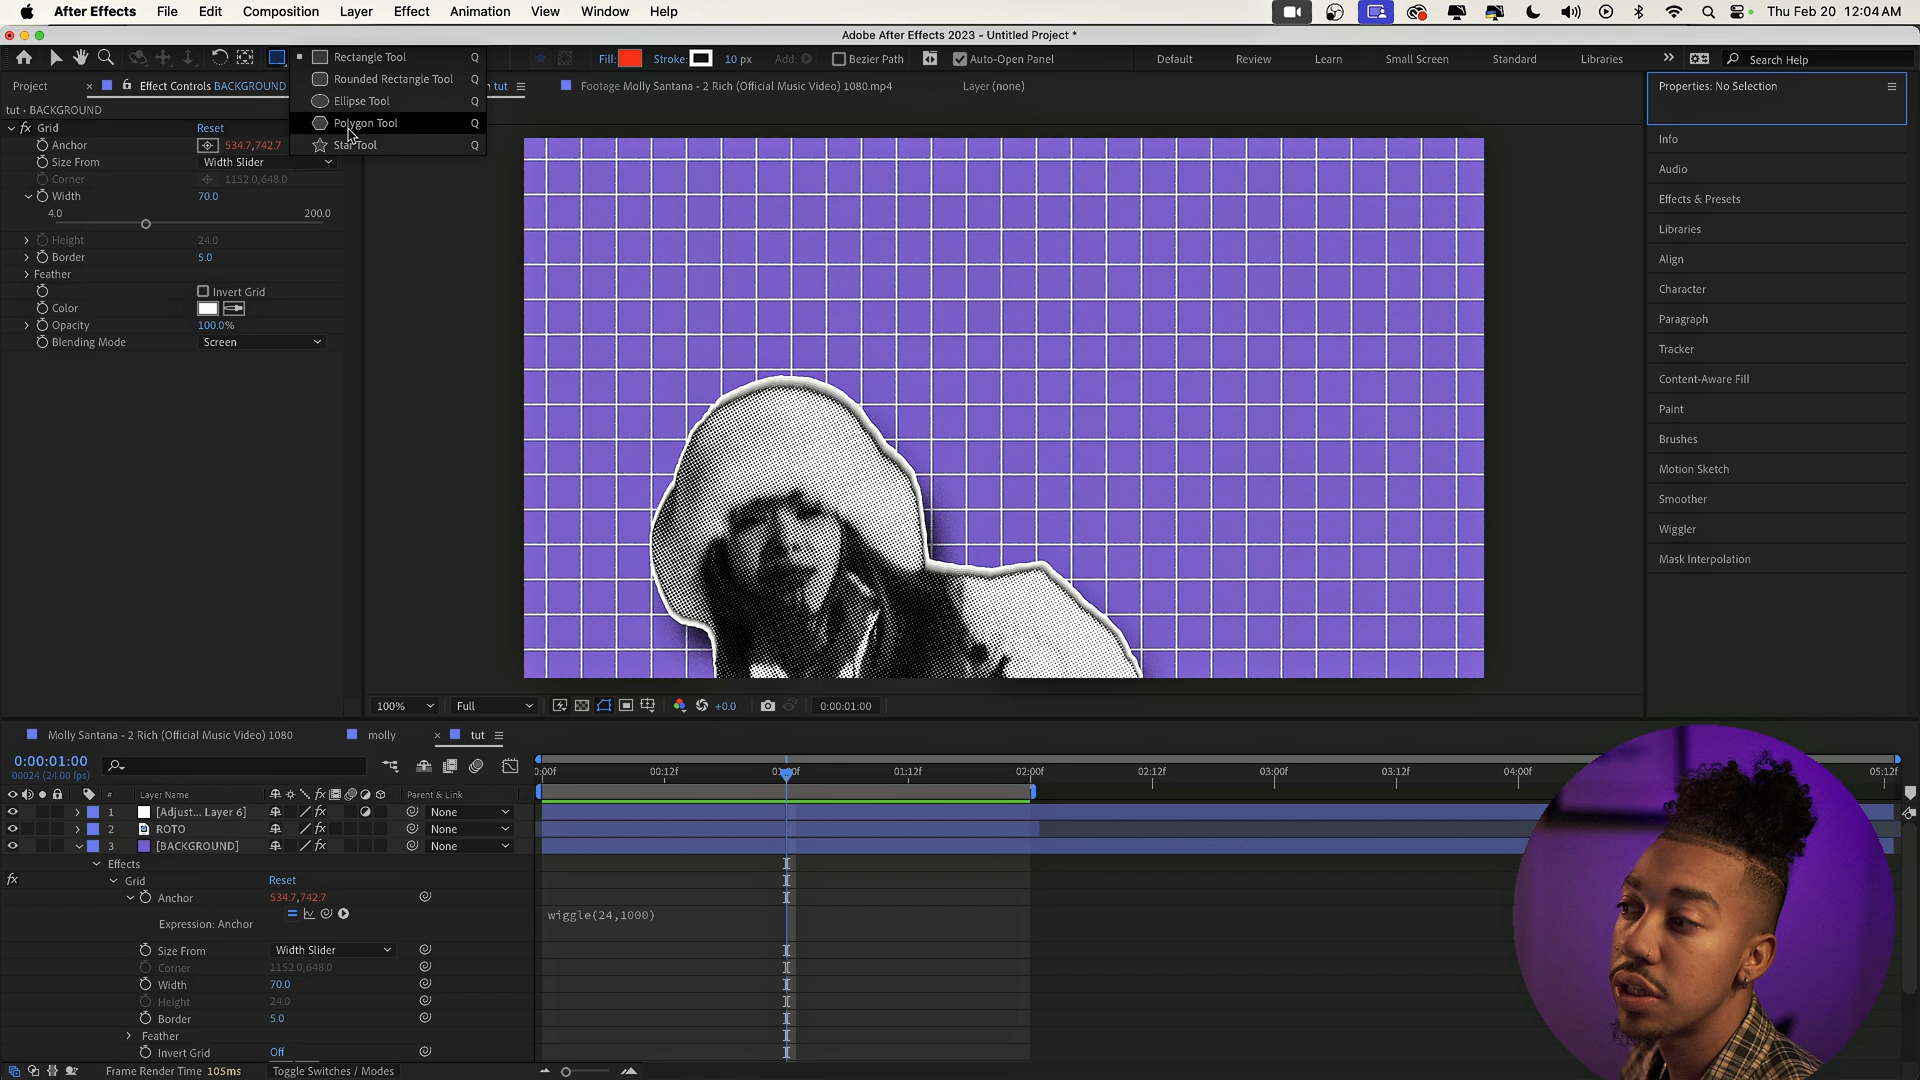 After Effects File Edit Composition Layer Effect Animation View Window Help Thu Feb 20 12:04 AM
Adobe After Effects 2023 - Untitled Project *
Fill: Stroke: 10 px Add: Bezier Path Auto-Open Panel Default Review Learn Small Screen Standard Libraries Search Help
Rectangle Tool Q
Rounded Rectangle Tool Q
Ellipse Tool Q
Polygon Tool Q
Star Tool Q
Project Effect Controls BACKGROUND tut Footage Molly Santana - 2 Rich (Official Music Video) 1080.mp4 Layer (none)
tut • BACKGROUND
fx Grid Reset
Anchor 534.7,742.7
Size From Width Slider
Corner 1152.0,648.0
Width 70.0
4.0 200.0
Height 24.0
Border 5.0
Feather
Invert Grid
Color
Opacity 100.0%
Blending Mode Screen
Properties: No Selection
Info
Audio
Effects & Presets
Libraries
Align
Character
Paragraph
Tracker
Content-Aware Fill
Paint
Brushes
Motion Sketch
Smoother
Wiggler
Mask Interpolation
100% Full +0.0 0:00:01:00
Molly Santana - 2 Rich (Official Music Video) 1080 molly tut
0:00:01:00
00024 (24.00 fps)
0:00f 00:12f 01:00f 01:12f 02:00f 02:12f 03:00f 03:12f 04:00f 05:12f
# Layer Name Parent & Link
1 [Adjust... Layer 6] None
2 ROTO None
3 [BACKGROUND] None
Effects
fx Grid Reset
Anchor 534.7,742.7
Expression: Anchor wiggle(24,1000)
Size From Width Slider
Corner 1152.0,648.0
Width 70.0
Height 24.0
Border 5.0
Feather
Invert Grid Off
Frame Render Time 105ms Toggle Switches / Modes